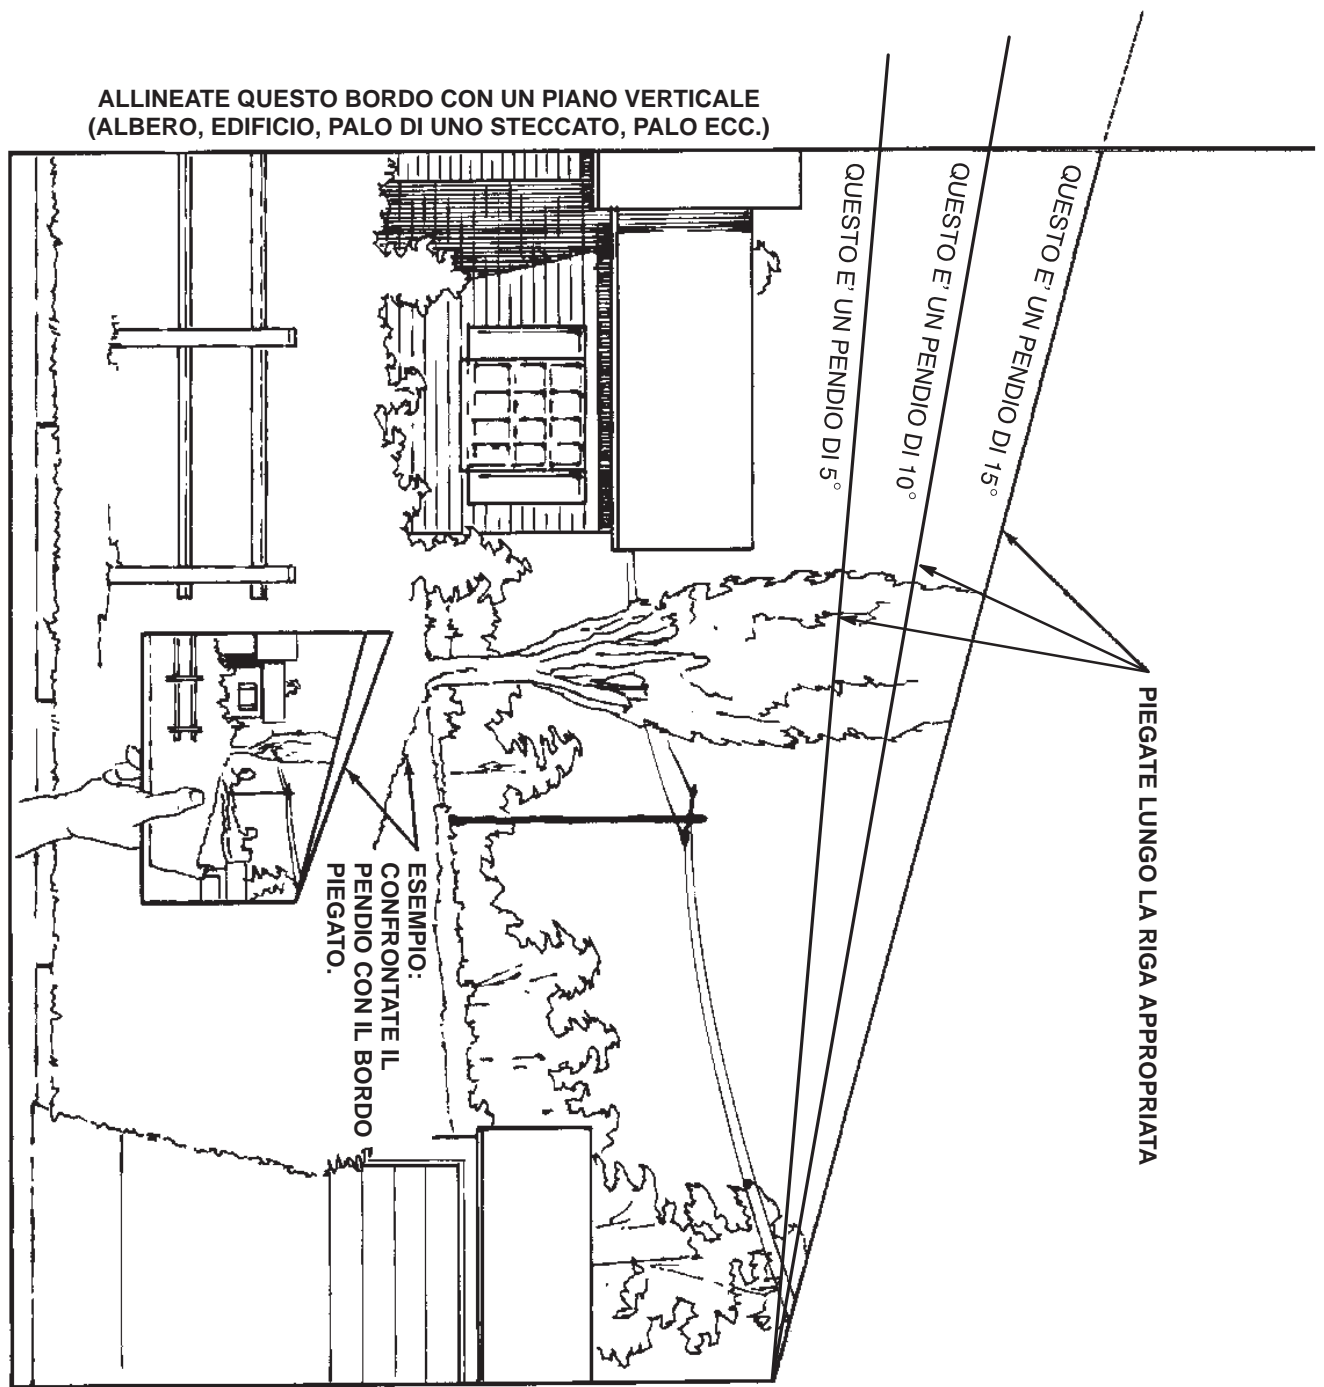 ALLINEATE QUESTO BORDO CON UN PIANO VERTICALE
(ALBERO, EDIFICIO, PALO DI UNO STECCATO, PALO ECC.)
QUESTO E' UN PENDIO DI 15°
QUESTO E' UN PENDIO DI 10°
QUESTO E' UN PENDIO DI 5°
PIEGATE LUNGO LA RIGA APPROPRIATA
ESEMPIO:
CONFRONTATE IL
PENDIO CON IL BORDO
PIEGATO.